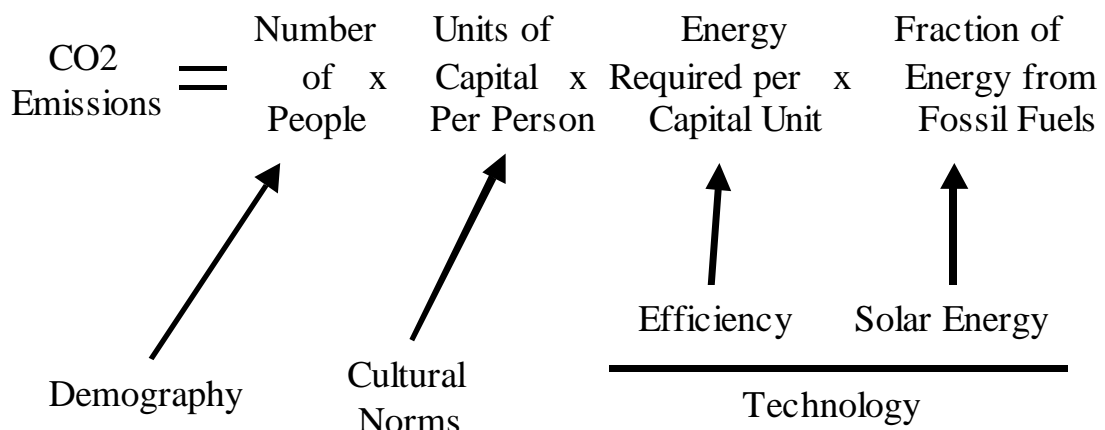 CO2
Emissions
=
Number
of
People
x
Units of
Capital
Per Person
x
Energy
Required per
Capital Unit
x
Fraction of
Energy from
Fossil Fuels
Efficiency
Solar Energy
Demography
Cultural
Norms
Technology